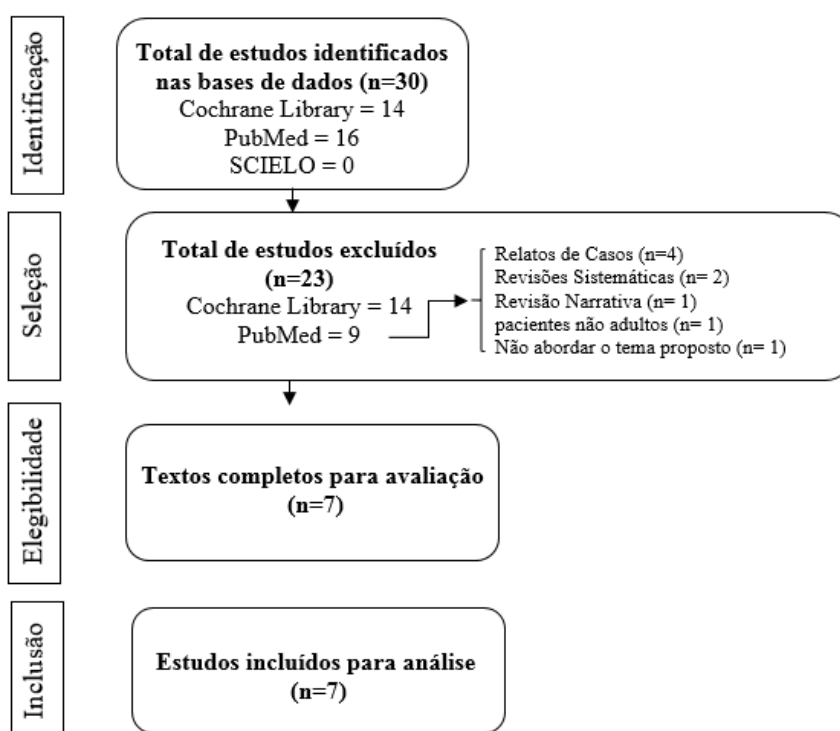 Identificação
Total de estudos identificados
nas bases de dados (n=30)
Cochrane Library = 14
PubMed = 16
SCIELO = 0
Seleção
Total de estudos excluídos
(n=23)
Cochrane Library = 14
PubMed = 9
Relatos de Casos (n=4)
Revisões Sistemáticas (n= 2)
Revisão Narrativa (n= 1)
pacientes não adultos (n= 1)
Não abordar o tema proposto (n= 1)
Elegibilidade
Textos completos para avaliação
(n=7)
Inclusão
Estudos incluídos para análise
(n=7)